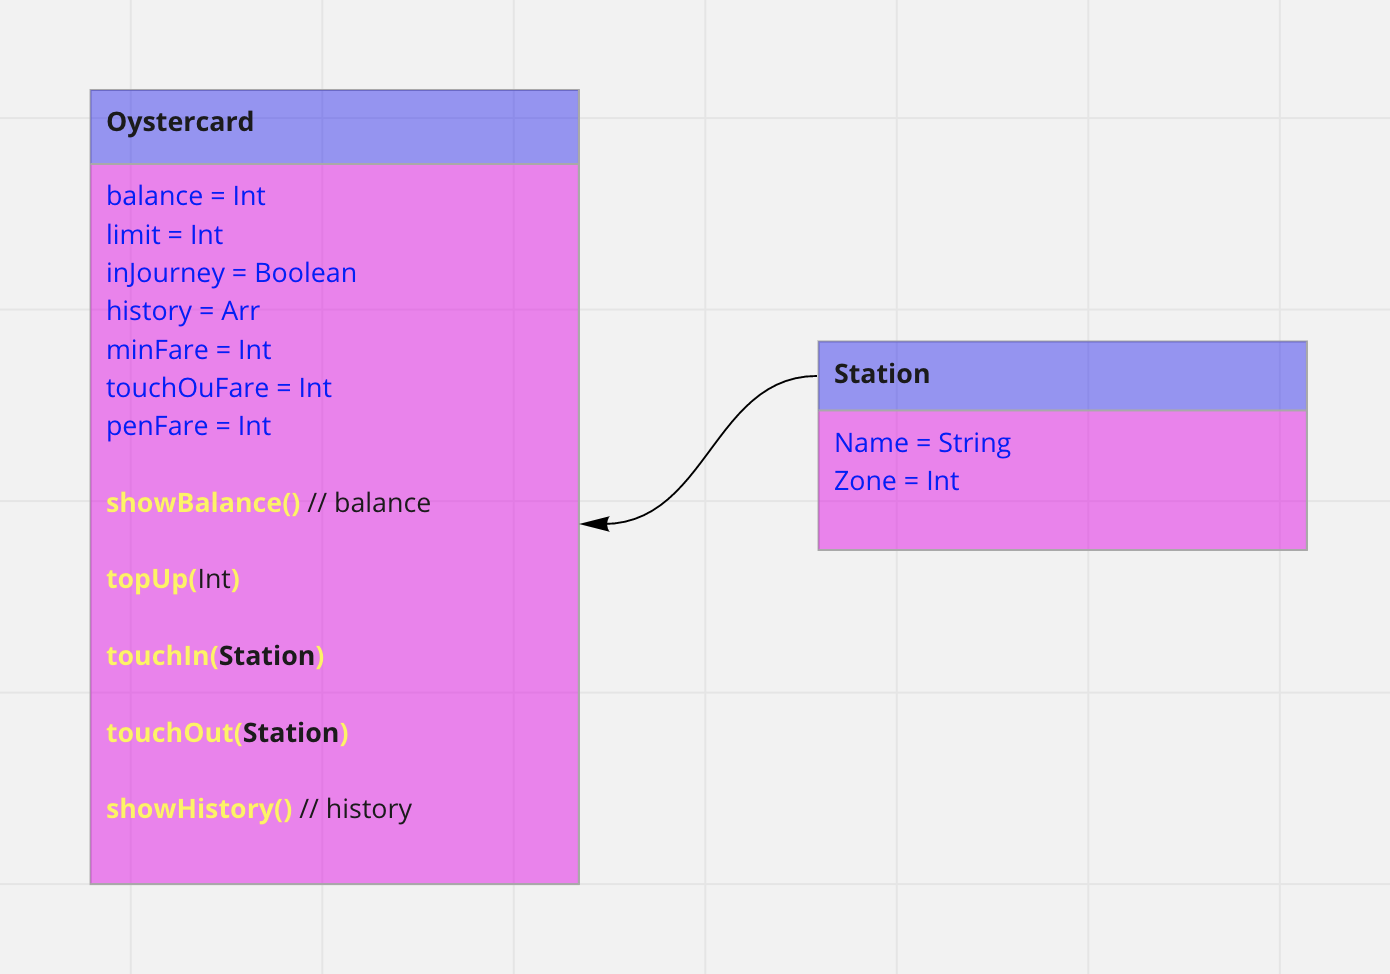 Oystercard
balance = Int
limit = Int
inJourney = Boolean
history = Arr
minFare = Int
touchOuFare = Int
penFare = Int
showBalance() // balance
topUp(Int)
touchIn(Station)
touchOut(Station)
showHistory() // history
Station
Name = String
Zone = Int